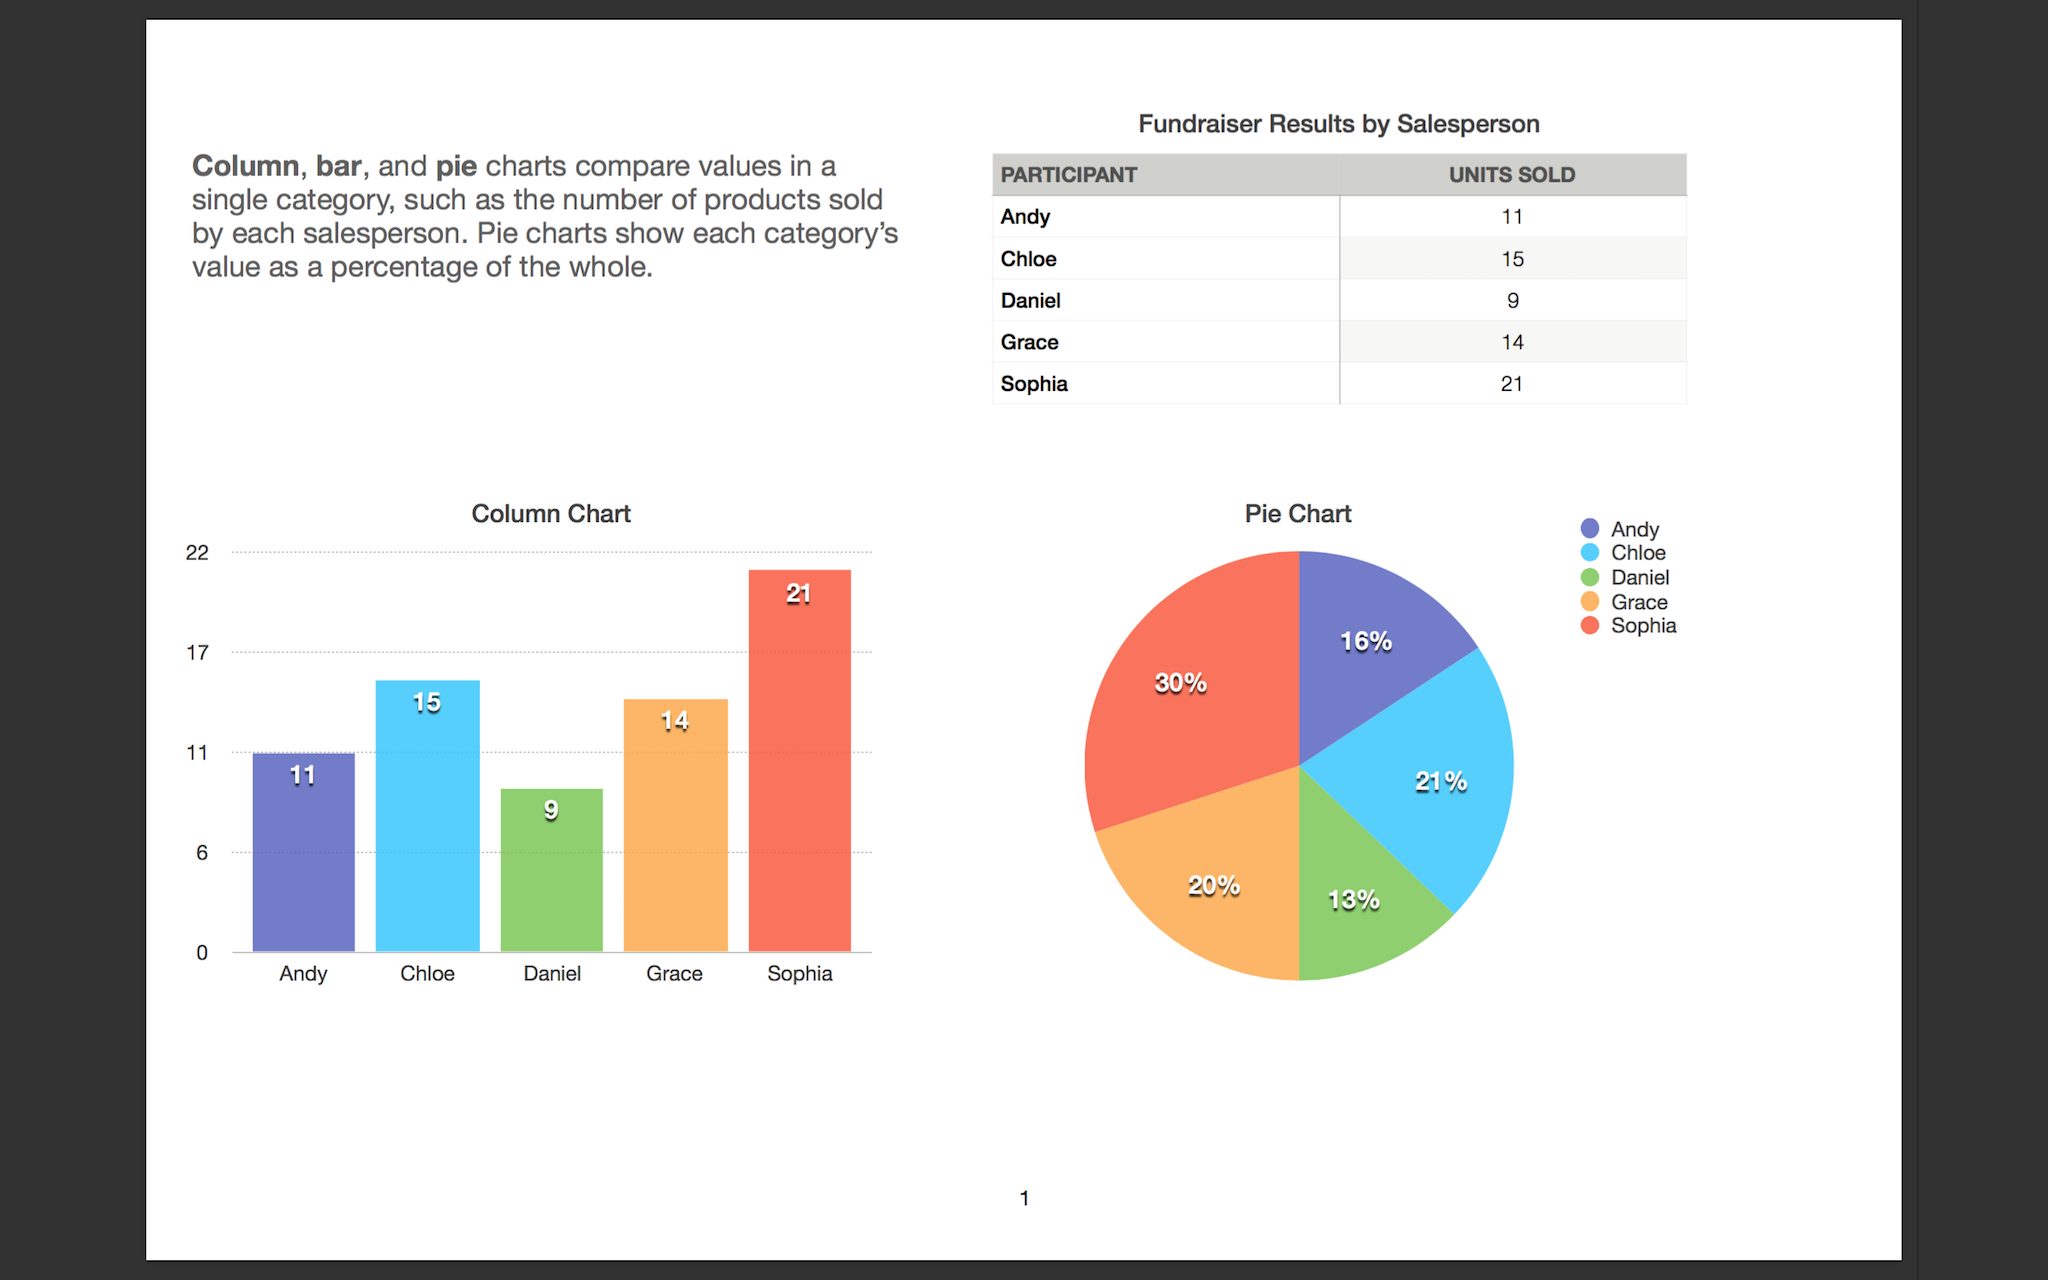 Column, bar, and pie charts compare values in a
single category, such as the number of products sold
by each salesperson. Pie charts show each category’s
value as a percentage of the whole.
Fundraiser Results by Salesperson
PARTICIPANT UNITS SOLD
Andy 11
Chloe 15
Daniel 9
Grace 14
Sophia 21
Column Chart
22
17
11
6
0
11
15
9
14
21
Andy Chloe Daniel Grace Sophia
Pie Chart
16%
21%
13%
20%
30%
Andy
Chloe
Daniel
Grace
Sophia
1